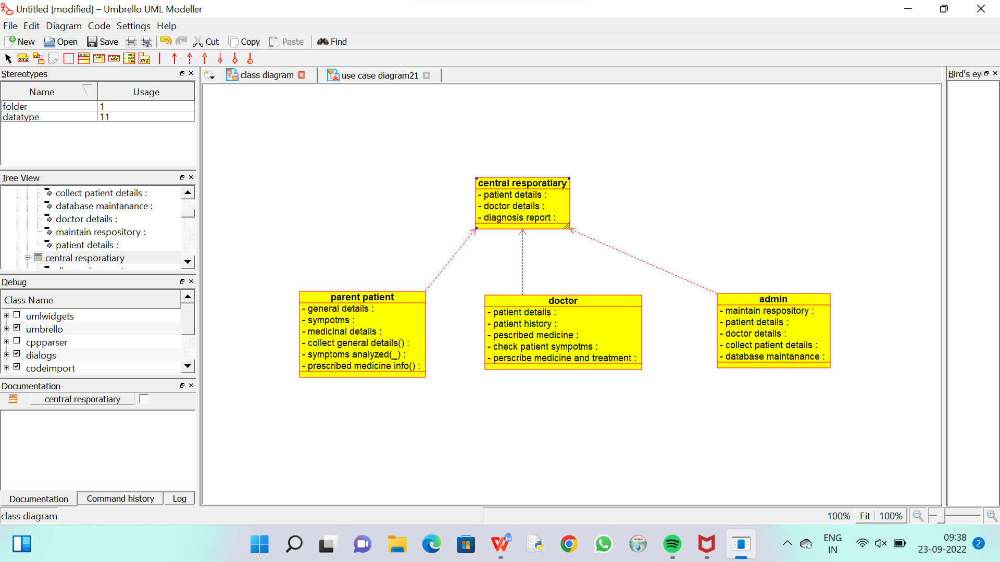 Untitled [modified] – Umbrello UML Modeller
File Edit Diagram Code Settings Help
New Open Save Cut Copy Paste Find
Stereotypes
Name Usage
folder 1
datatype 11
Tree View
collect patient details :
database maintanance :
doctor details :
maintain respository :
patient details :
central resporatiary
Debug
Class Name
umlwidgets
umbrello
cppparser
dialogs
codeimport
Documentation
central resporatiary
Documentation Command history Log
class diagram
class diagram use case diagram21
central resporatiary
- patient details :
- doctor details :
- diagnosis report :
parent patient
- general details :
- sympotms :
- medicinal details :
- collect general details() :
- symptoms analyzed(_) :
- prescribed medicine info() :
doctor
- patient details :
- patient history :
- pescribed medicine :
- check patient sympotms :
- perscribe medicine and treatment :
admin
- maintain respository :
- patient details :
- doctor details :
- collect patient details :
- database maintanance :
Bird's ey
100% Fit 100%
ENG
IN
09:38
23-09-2022
2